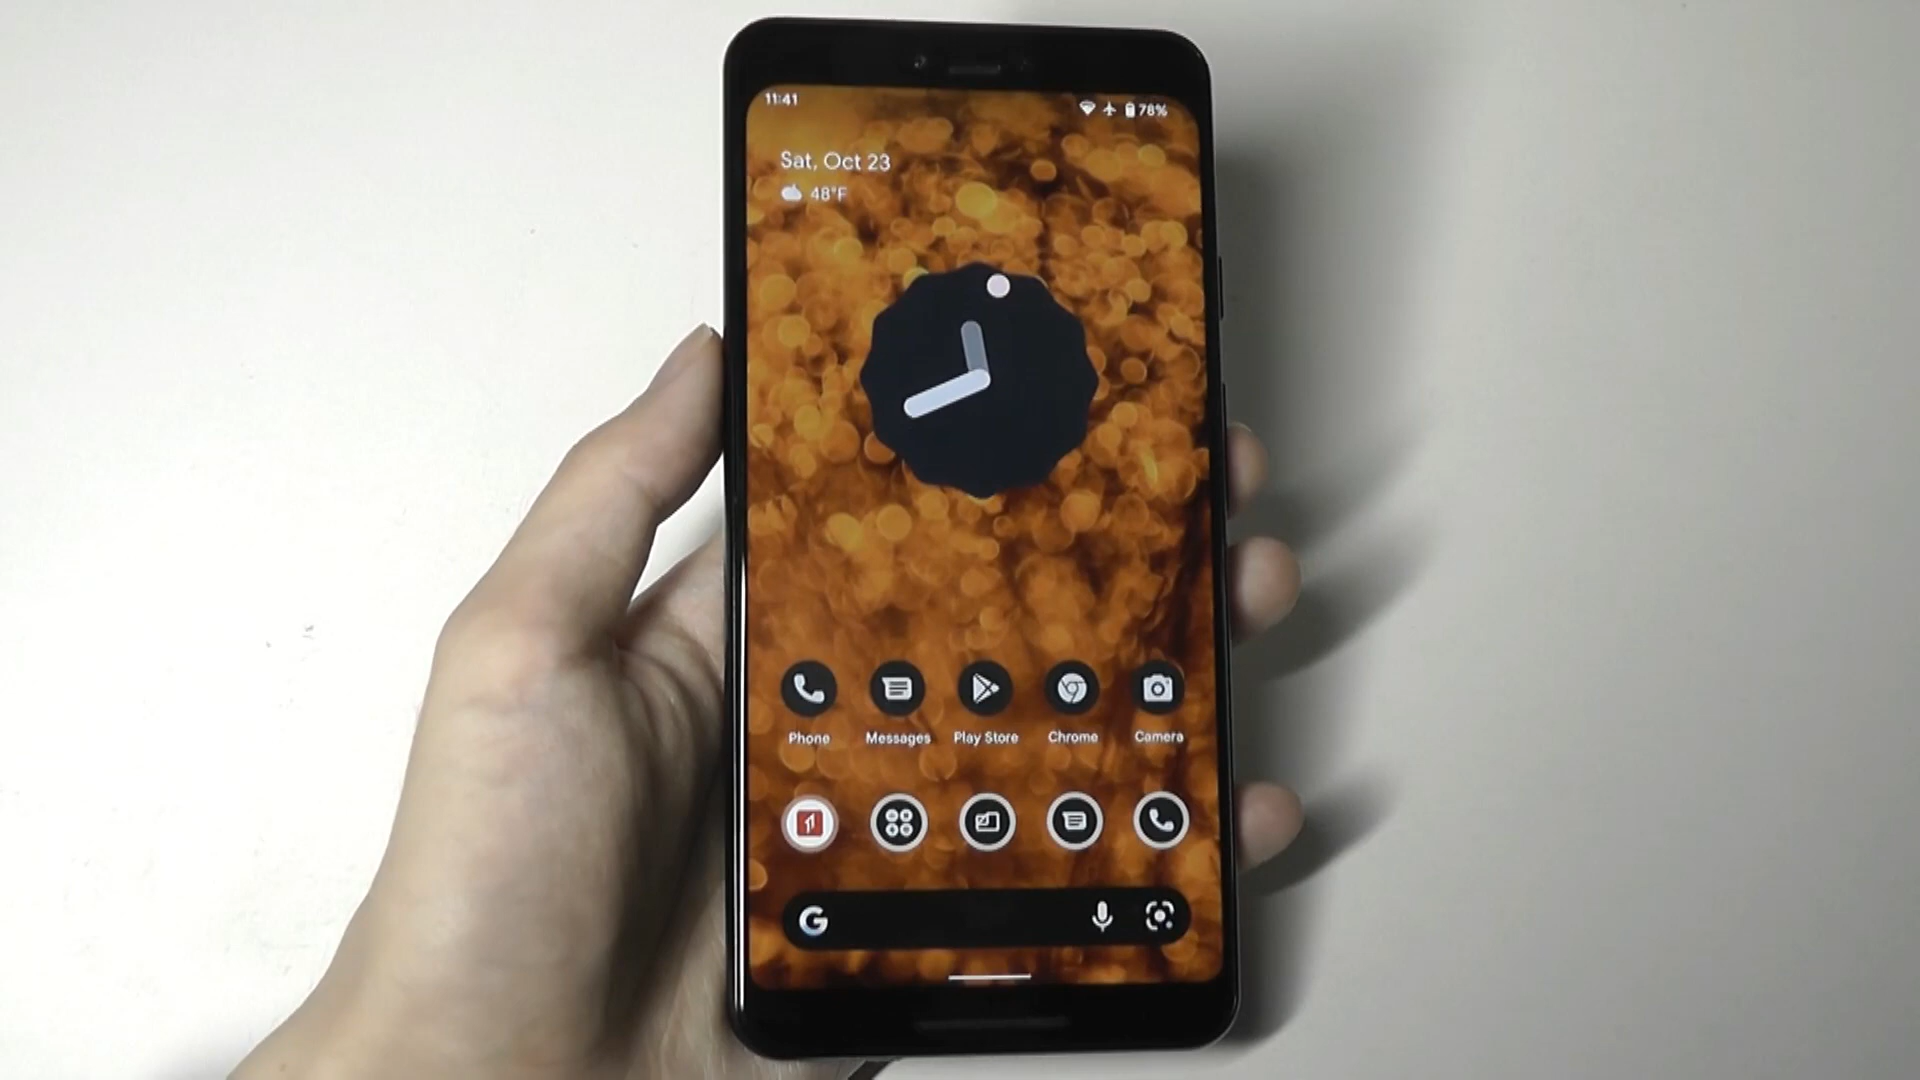 11:41
78%
Sat, Oct 23
48°F
Phone Messages Play Store Chrome Camera
G